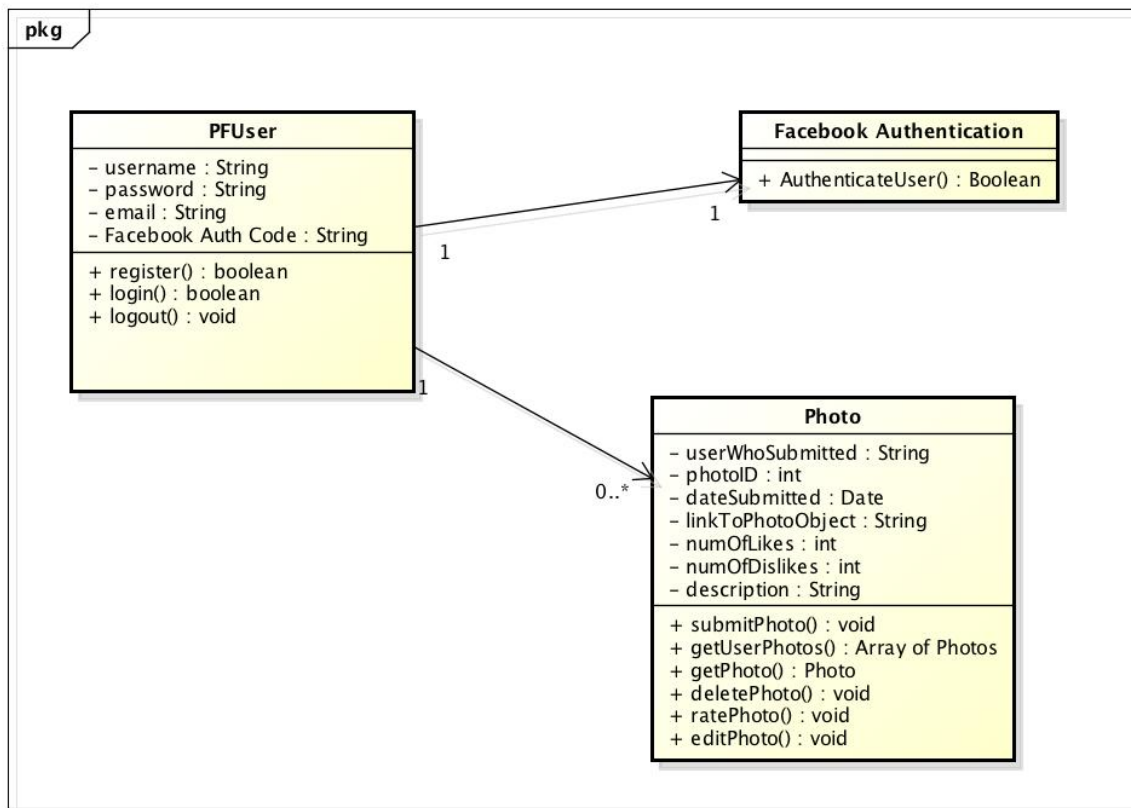 pkg
PFUser
– username : String
– password : String
– email : String
– Facebook Auth Code : String
+ register() : boolean
+ login() : boolean
+ logout() : void
Facebook Authentication
+ AuthenticateUser() : Boolean
1
1
1
0..*
Photo
– userWhoSubmitted : String
– photoID : int
– dateSubmitted : Date
– linkToPhotoObject : String
– numOfLikes : int
– numOfDislikes : int
– description : String
+ submitPhoto() : void
+ getUserPhotos() : Array of Photos
+ getPhoto() : Photo
+ deletePhoto() : void
+ ratePhoto() : void
+ editPhoto() : void